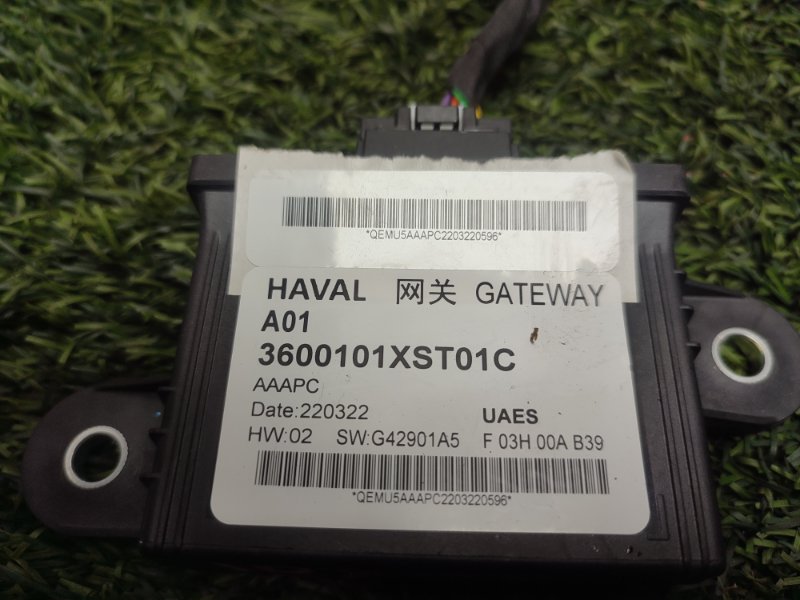 *QEMU5AAAPC2203220596*
HAVAL 网关 GATEWAY
A01
3600101XST01C
AAAPC
Date:220322 UAES
HW:02 SW:G42901A5 F 03H 00A B39
*QEMU5AAAPC2203220596*